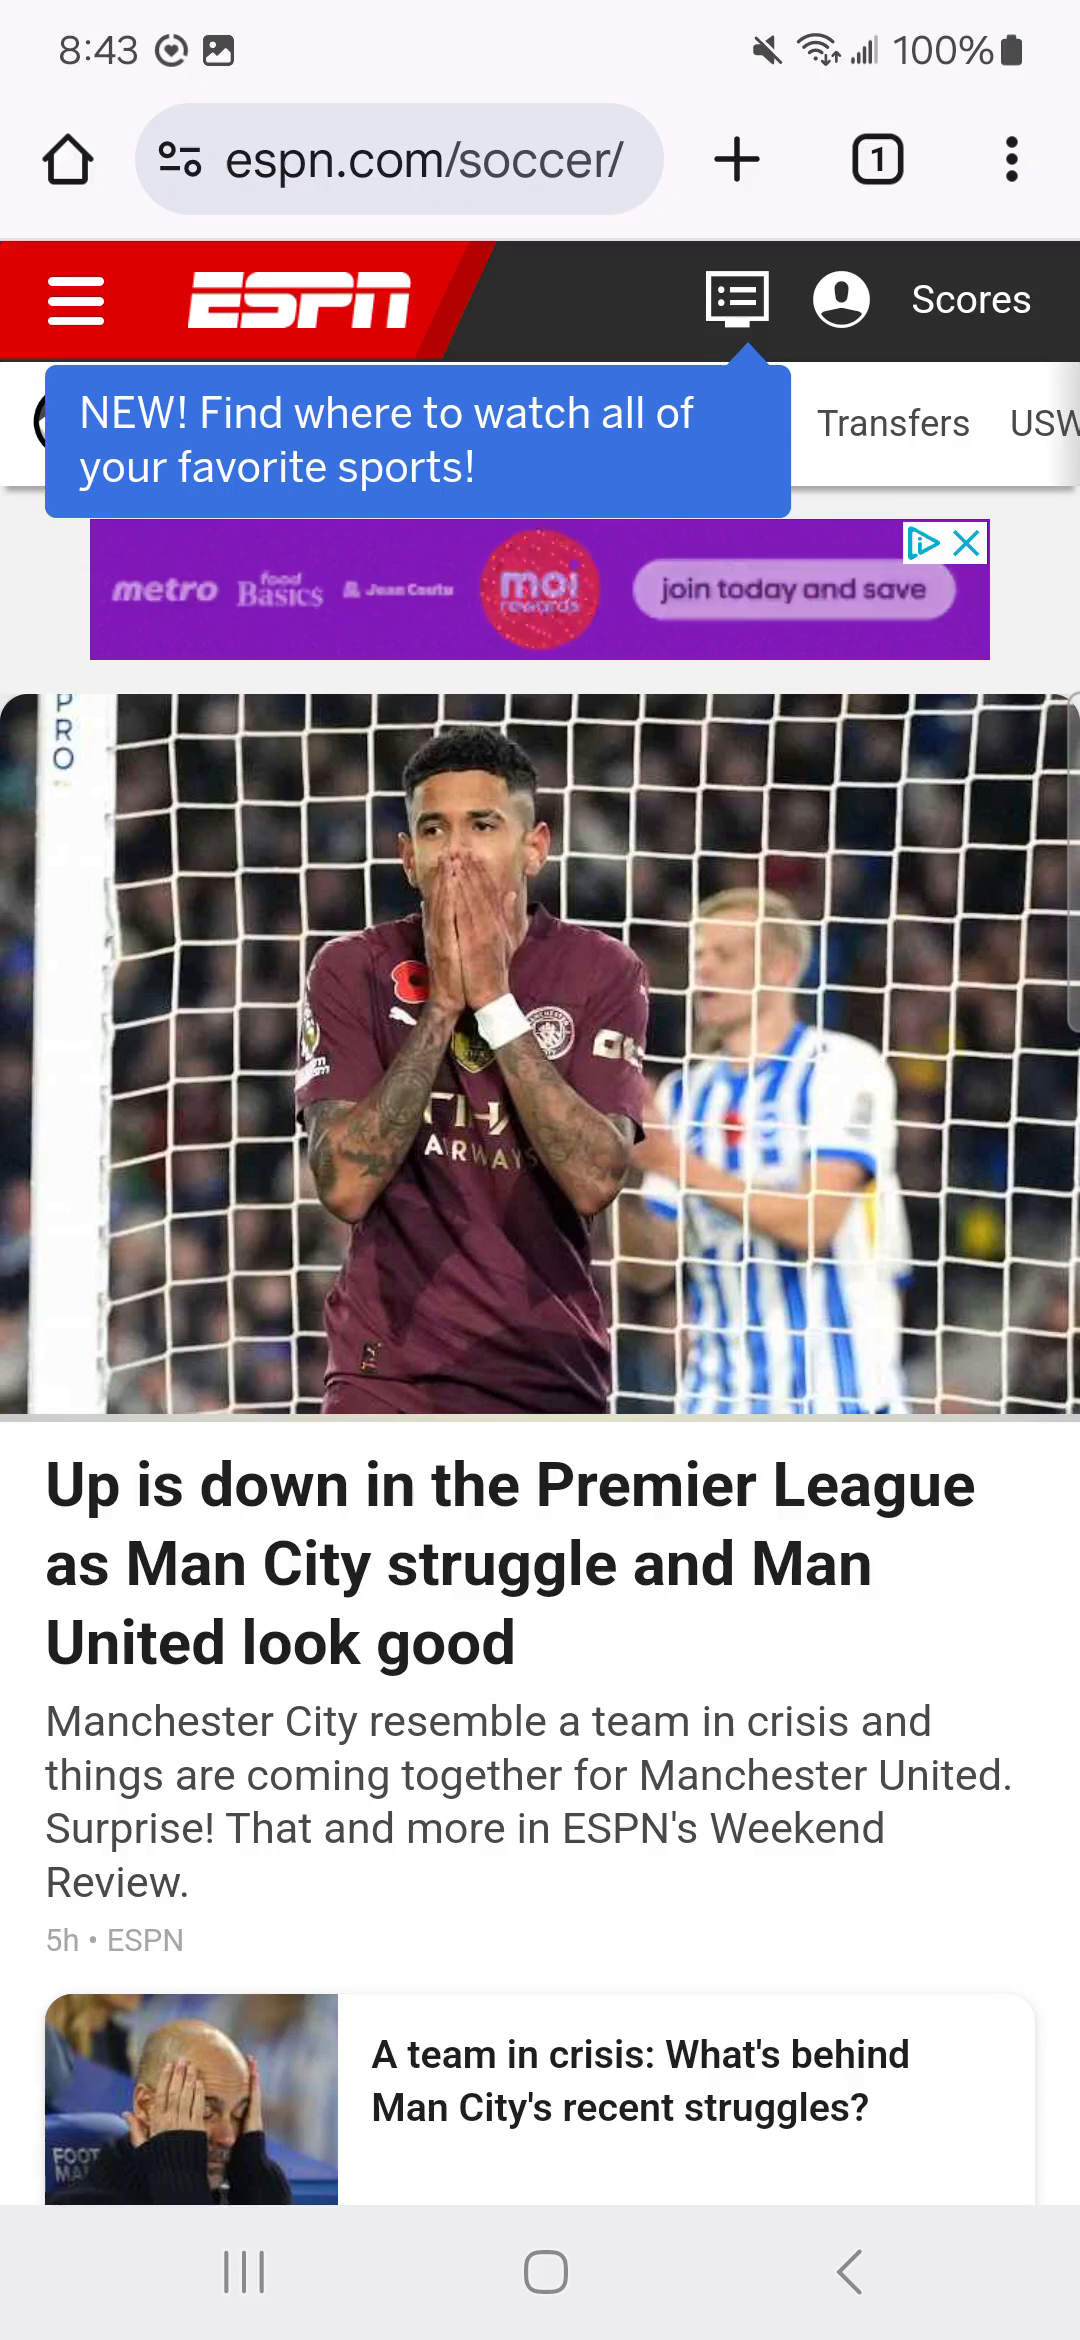 8:43
100%
espn.com/soccer/
1
ESPN
Scores
NEW! Find where to watch all of
your favorite sports!
Transfers
USW
metro
food
Basics
Jean Coutu
moi
rewards
join today and save
P
R
O
MANCHESTER
AIRWAYS
Up is down in the Premier League
as Man City struggle and Man
United look good
Manchester City resemble a team in crisis and
things are coming together for Manchester United.
Surprise! That and more in ESPN's Weekend
Review.
5h • ESPN
A team in crisis: What's behind
Man City's recent struggles?
FOOT
MA